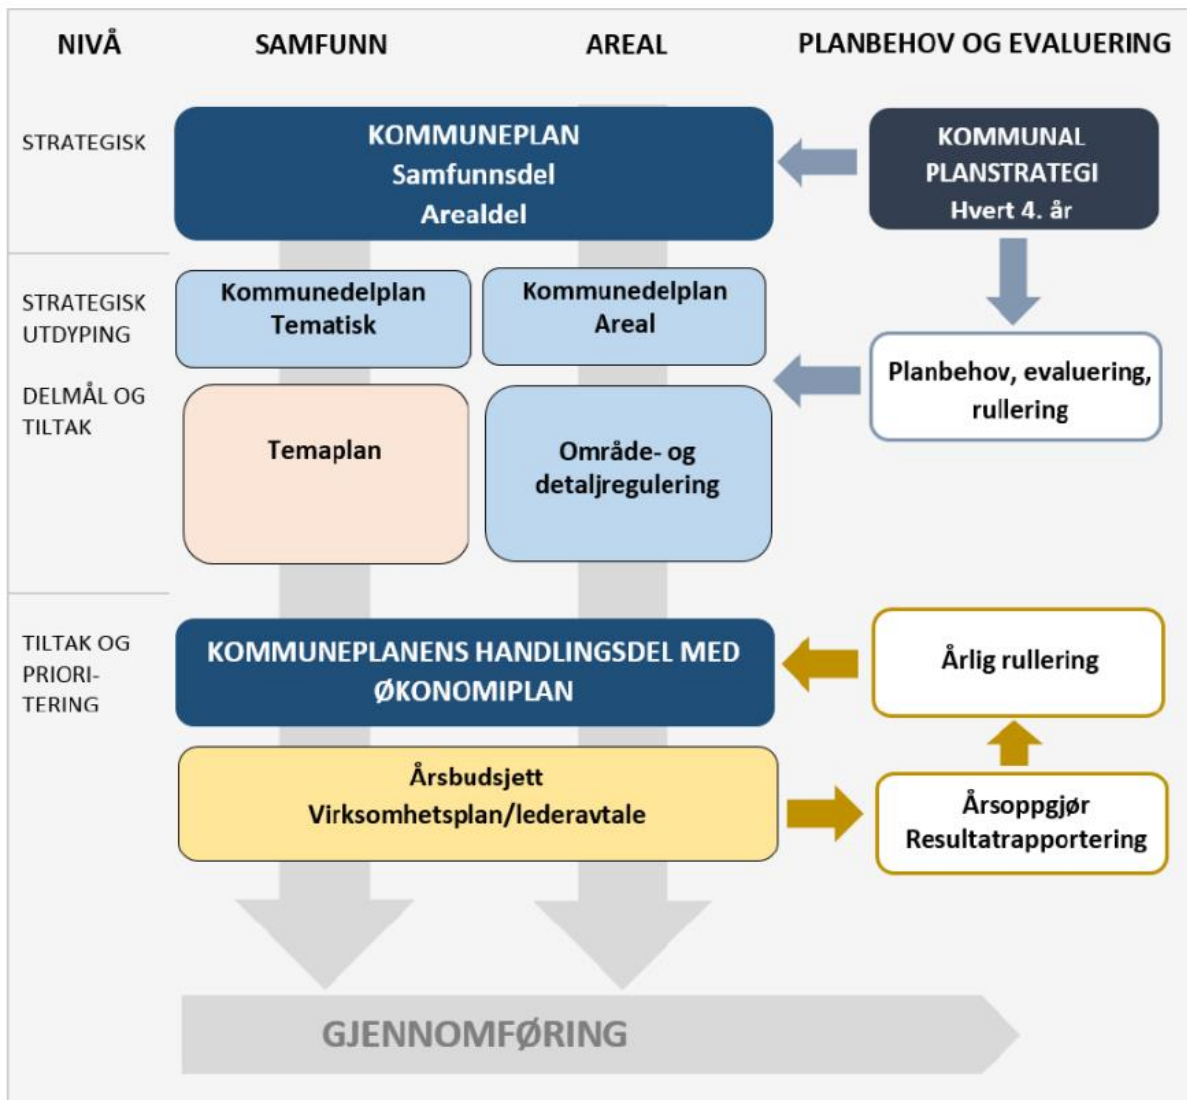 NIVÅ
SAMFUNN
AREAL
PLANBEHOV OG EVALUERING
STRATEGISK
KOMMUNEPLAN
Samfunnsdel
Arealdel
KOMMUNAL
PLANSTRATEGI
Hvert 4. år
STRATEGISK
UTDYPING
Kommunedelplan
Tematisk
Kommunedelplan
Areal
Planbehov, evaluering,
rullering
DELMÅL OG
TILTAK
Temaplan
Område- og
detaljregulering
TILTAK OG
PRIORI-
TERING
KOMMUNEPLANENS HANDLINGSDEL MED
ØKONOMIPLAN
Årlig rullering
Årsbudsjett
Virksomhetsplan/lederavtale
Årsoppgjør
Resultatrapportering
GJENNOMFØRING